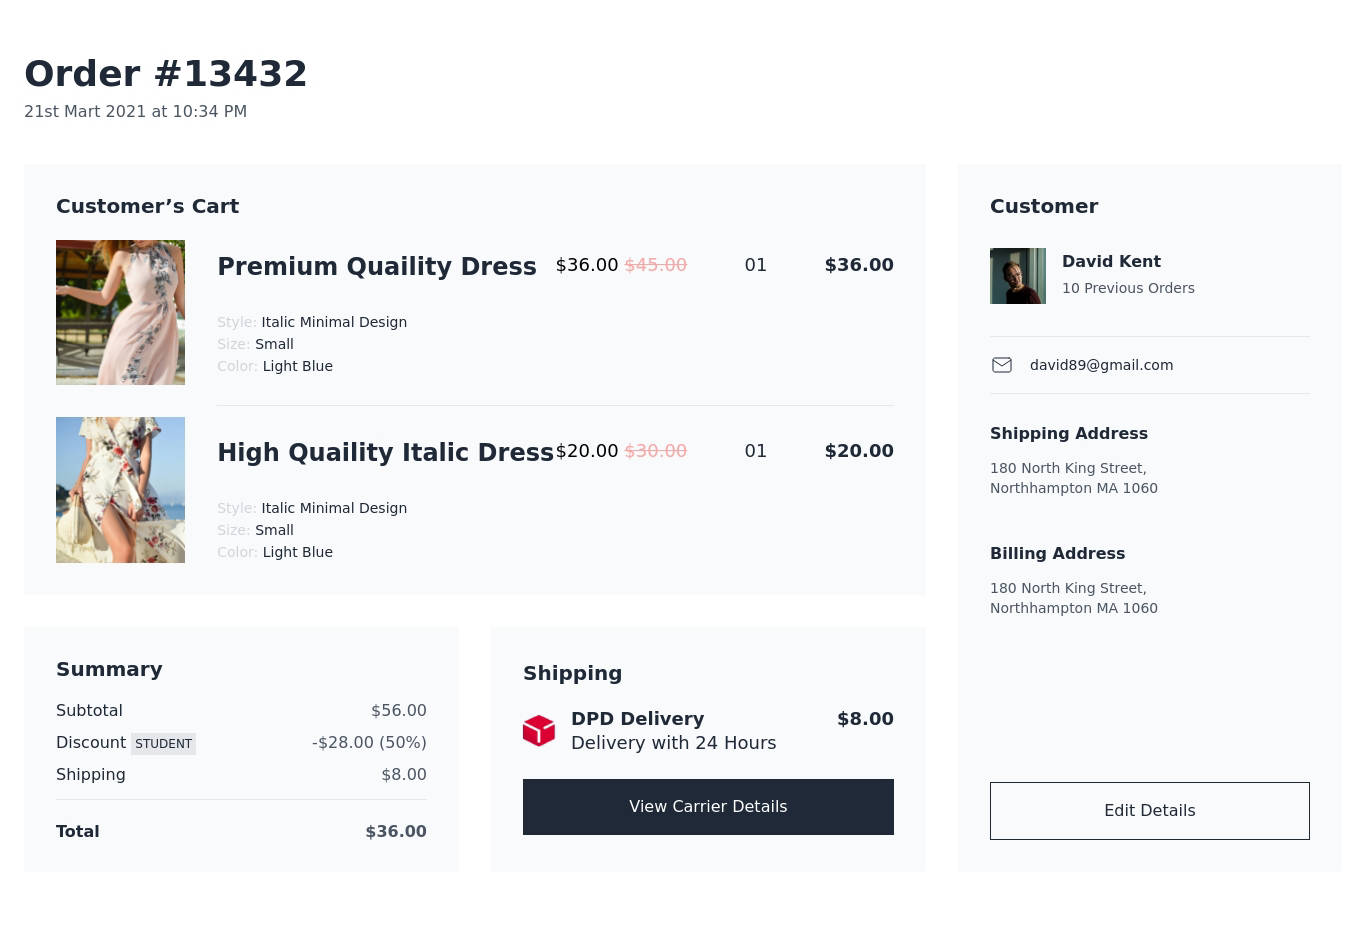 Order #13432
21st Mart 2021 at 10:34 PM
Customer’s Cart
Premium Quaility Dress $36.00 $45.00 01 $36.00
Style: Italic Minimal Design
Size: Small
Color: Light Blue
High Quaility Italic Dress $20.00 $30.00 01 $20.00
Style: Italic Minimal Design
Size: Small
Color: Light Blue
Summary
Subtotal $56.00
Discount STUDENT -$28.00 (50%)
Shipping $8.00
Total $36.00
Shipping
DPD Delivery $8.00
Delivery with 24 Hours
View Carrier Details
Customer
David Kent
10 Previous Orders
david89@gmail.com
Shipping Address
180 North King Street,
Northhampton MA 1060
Billing Address
180 North King Street,
Northhampton MA 1060
Edit Details